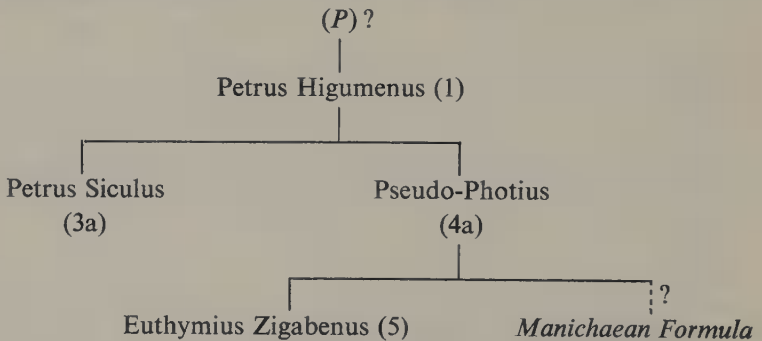 (P)?
Petrus Higumenus (1)
Petrus Siculus
(3a)
Pseudo-Photius
(4a)
?
Euthymius Zigabenus (5)
Manichaean Formula